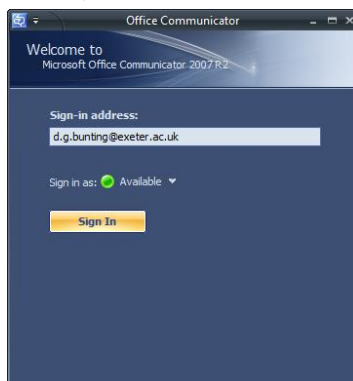 Office Communicator
Welcome to
Microsoft Office Communicator 2007 R2
Sign-in address:
d.g.bunting@exeter.ac.uk
Sign in as: Available
Sign In